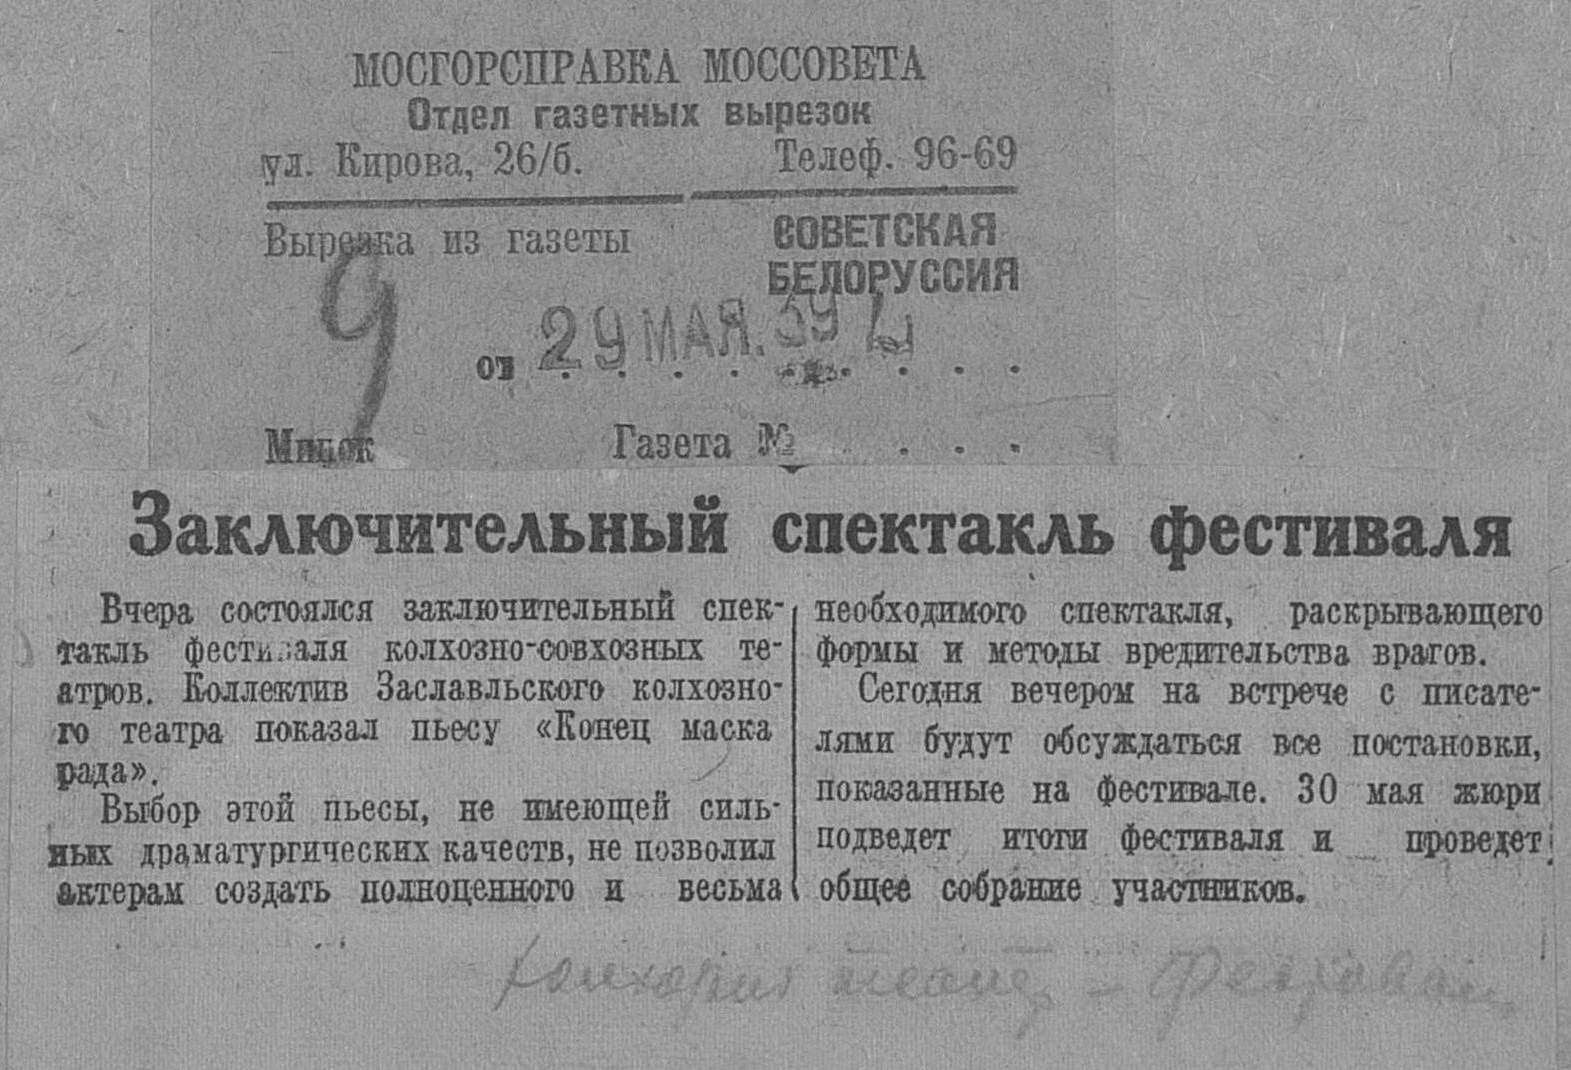 МОСГОРСПРАВКА МОССОВЕТА
Отдел газетных вырезок
ул. Кирова, 26/б. Телеф. 96-69
Вырезка из газеты СОВЕТСКАЯ
БЕЛОРУССИЯ
9
от 29 МАЯ. 39
Минск Газета № . . .
Заключительный спектакль фестиваля
Вчера состоялся заключительный спек-
такль фестиваля колхозно-совхозных те-
атров. Коллектив Заславльского колхозно-
го театра показал пьесу «Конец маска
рада».
Выбор этой пьесы, не имеющей силь-
ных драматургических качеств, не позволил
актерам создать полноценного и весьма
необходимого спектакля, раскрывающего
формы и методы вредительства врагов.
Сегодня вечером на встрече с писате-
лями будут обсуждаться все постановки,
показанные на фестивале. 30 мая жюри
подведет итоги фестиваля и проведет
общее собрание участников.